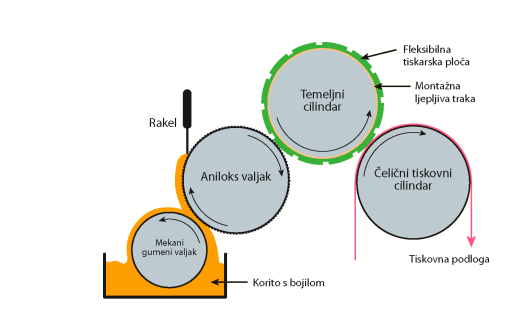 Fleksibilna
tiskarska ploča
Montažna
ljepljiva traka
Temeljni
cilindar
Rakel
Aniloks valjak
Čelični tiskovni
cilindar
Mekani
gumeni valjak
Tiskovna podloga
Korito s bojilom